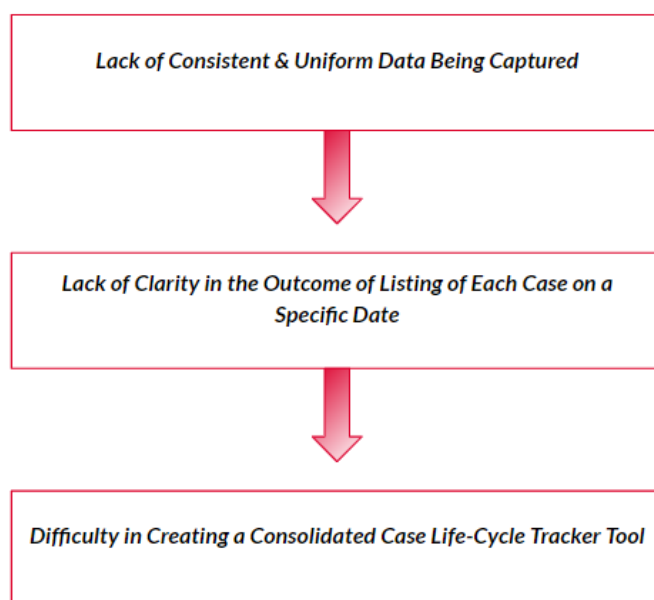 Lack of Consistent & Uniform Data Being Captured
Lack of Clarity in the Outcome of Listing of Each Case on a
Specific Date
Difficulty in Creating a Consolidated Case Life-Cycle Tracker Tool